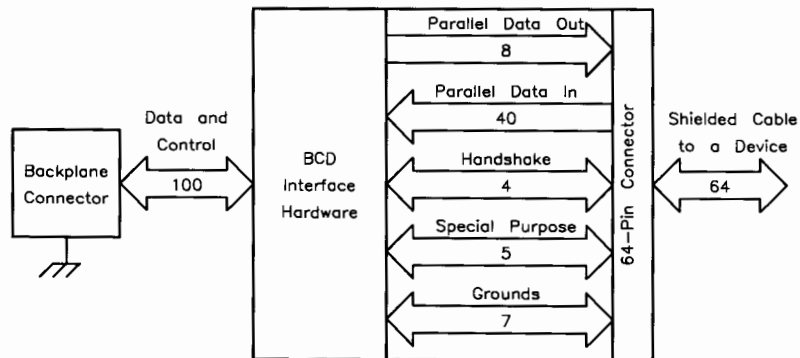 Backplane
Connector
Data and
Control
100
BCD
Interface
Hardware
Parallel Data Out
8
Parallel Data In
40
Handshake
4
Special Purpose
5
Grounds
7
64-Pin Connector
Shielded Cable
to a Device
64